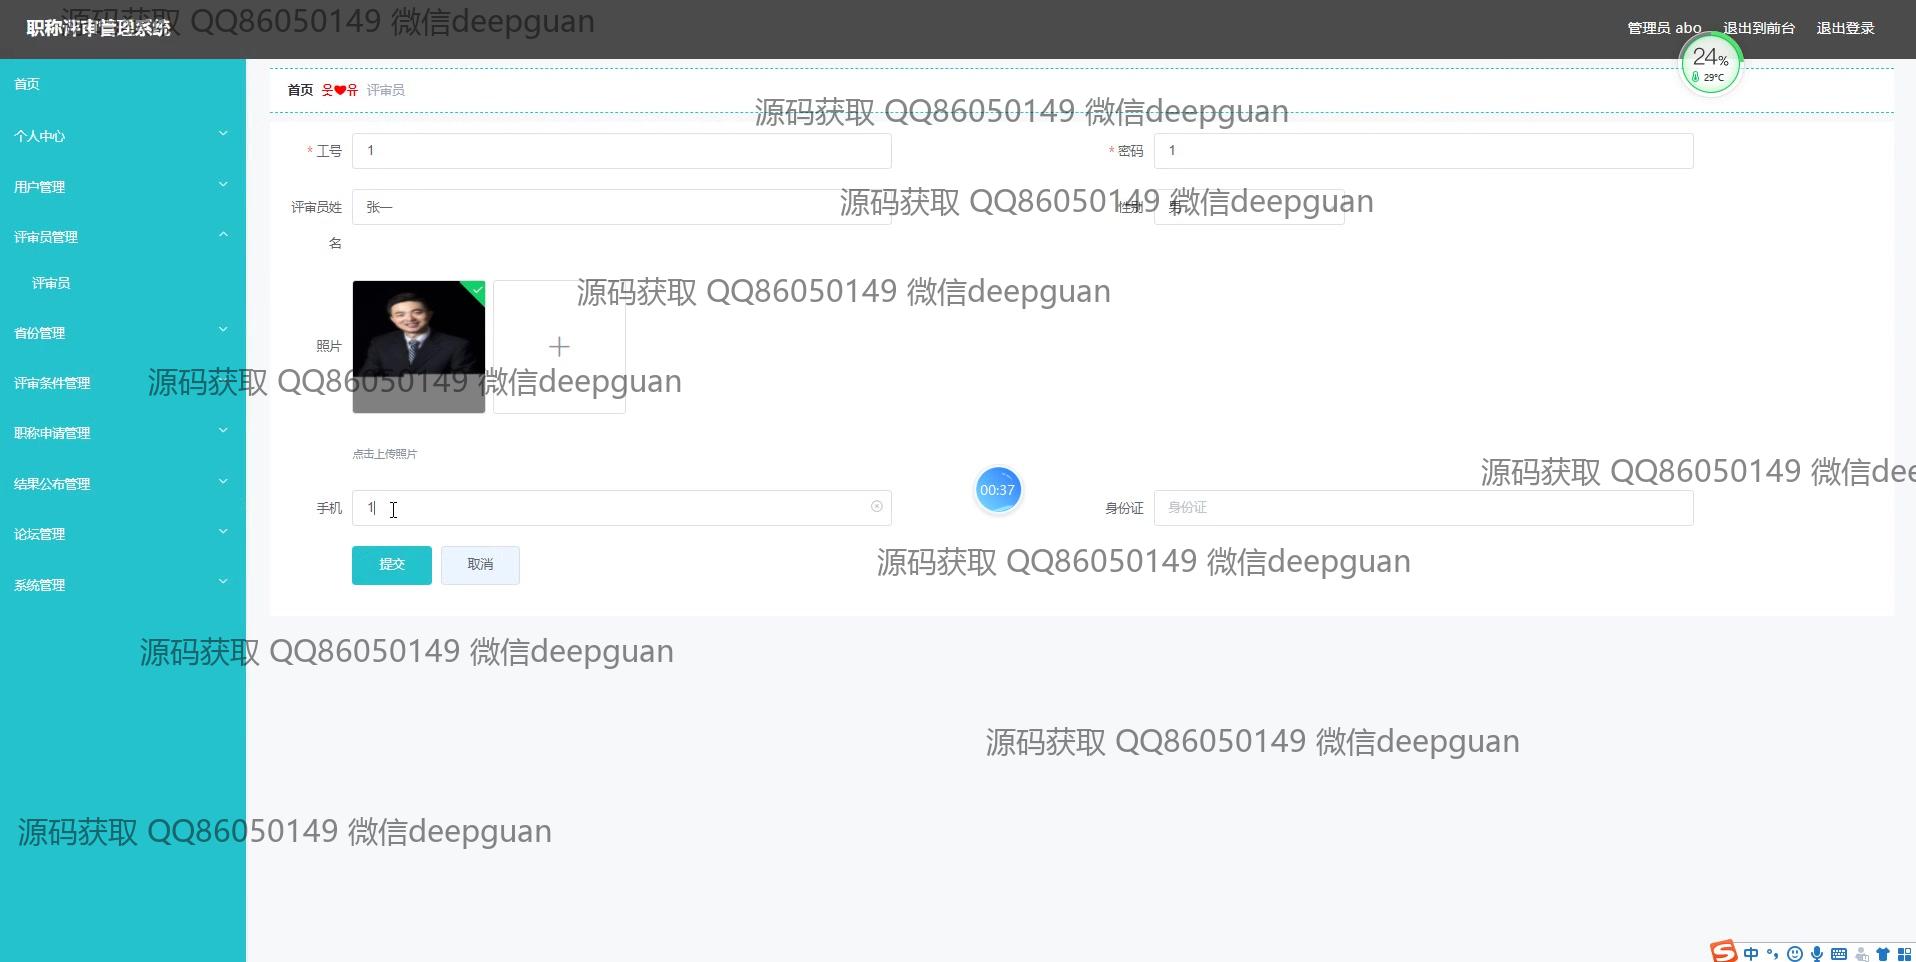 职称评审管理系统
源码获取 QQ86050149 微信deepguan
管理员 abo 退出到前台 退出登录
24%
29°C
首页
个人中心
用户管理
评审员管理
评审员
省份管理
评审条件管理
职称申请管理
结果公布管理
论坛管理
系统管理
首页 웃❤유 评审员
源码获取 QQ86050149 微信deepguan
* 工号 1
* 密码 1
评审员姓名 张一
性别 男
源码获取 QQ86050149 微信deepguan
源码获取 QQ86050149 微信deepguan
照片
源码获取 QQ86050149 微信deepguan
点击上传照片
源码获取 QQ86050149 微信dee
00:37
手机 1
身份证 身份证
提交 取消
源码获取 QQ86050149 微信deepguan
源码获取 QQ86050149 微信deepguan
源码获取 QQ86050149 微信deepguan
源码获取 QQ86050149 微信deepguan
S 中